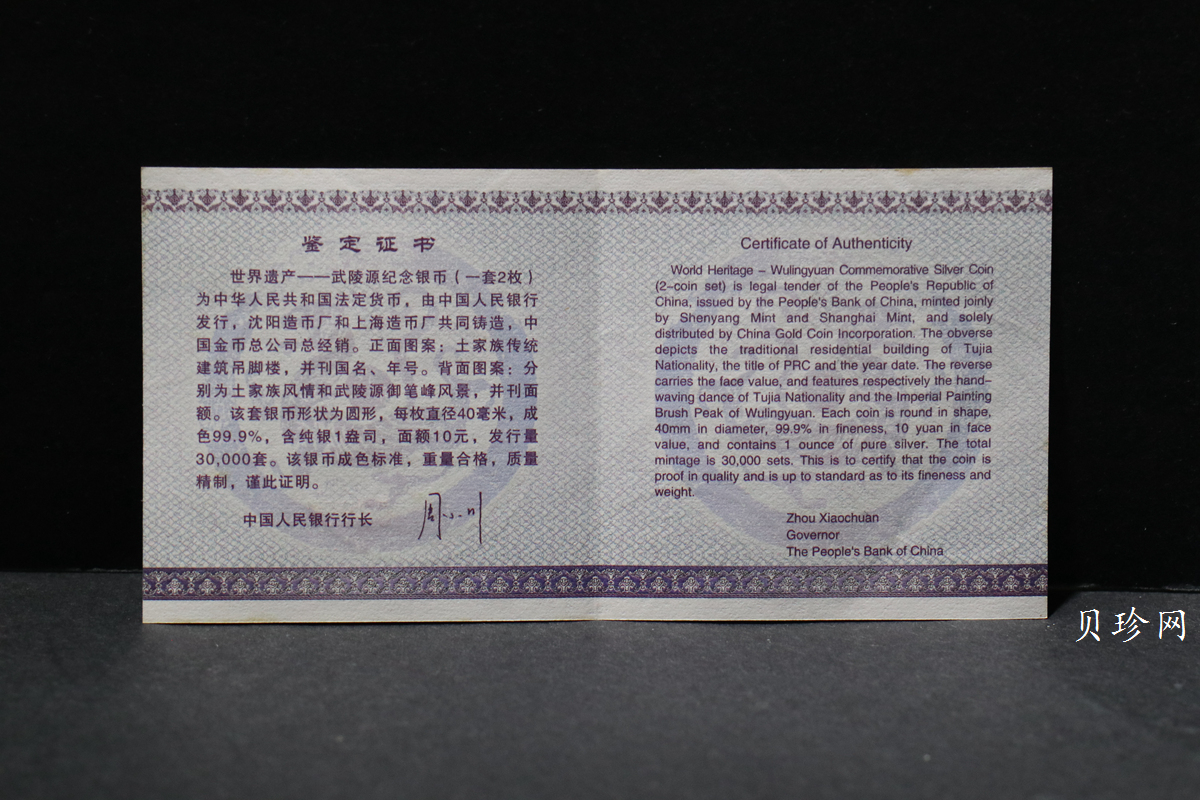 鉴定证书
世界遗产——武陵源纪念银币（一套2枚）
为中华人民共和国法定货币，由中国人民银行
发行，沈阳造币厂和上海造币厂共同铸造，中
国金币总公司总经销。正面图案：土家族传统
建筑吊脚楼，并刊国名、年号。背面图案：分
别为土家族风情和武陵源御笔峰风景，并刊面
额。该套银币形状为圆形，每枚直径40毫米，成
色99.9%，含纯银1盎司，面额10元，发行量
30,000套。该银币成色标准，重量合格，质量
精制，谨此证明。
中国人民银行行长 周小川
Certificate of Authenticity
World Heritage – Wulingyuan Commemorative Silver Coin
(2–coin set) is legal tender of the People's Republic of
China, issued by the People's Bank of China, minted joinly
by Shenyang Mint and Shanghai Mint, and solely
distributed by China Gold Coin Incorporation. The obverse
depicts the traditional residential building of Tujia
Nationality, the title of PRC and the year date. The reverse
carries the face value, and features respectively the hand–
waving dance of Tujia Nationality and the Imperial Painting
Brush Peak of Wulingyuan. Each coin is round in shape,
40mm in diameter, 99.9% in fineness, 10 yuan in face
value, and contains 1 ounce of pure silver. The total
mintage is 30,000 sets. This is to certify that the coin is
proof in quality and is up to standard as to its fineness and
weight.
Zhou Xiaochuan
Governor
The People's Bank of China
贝珍网